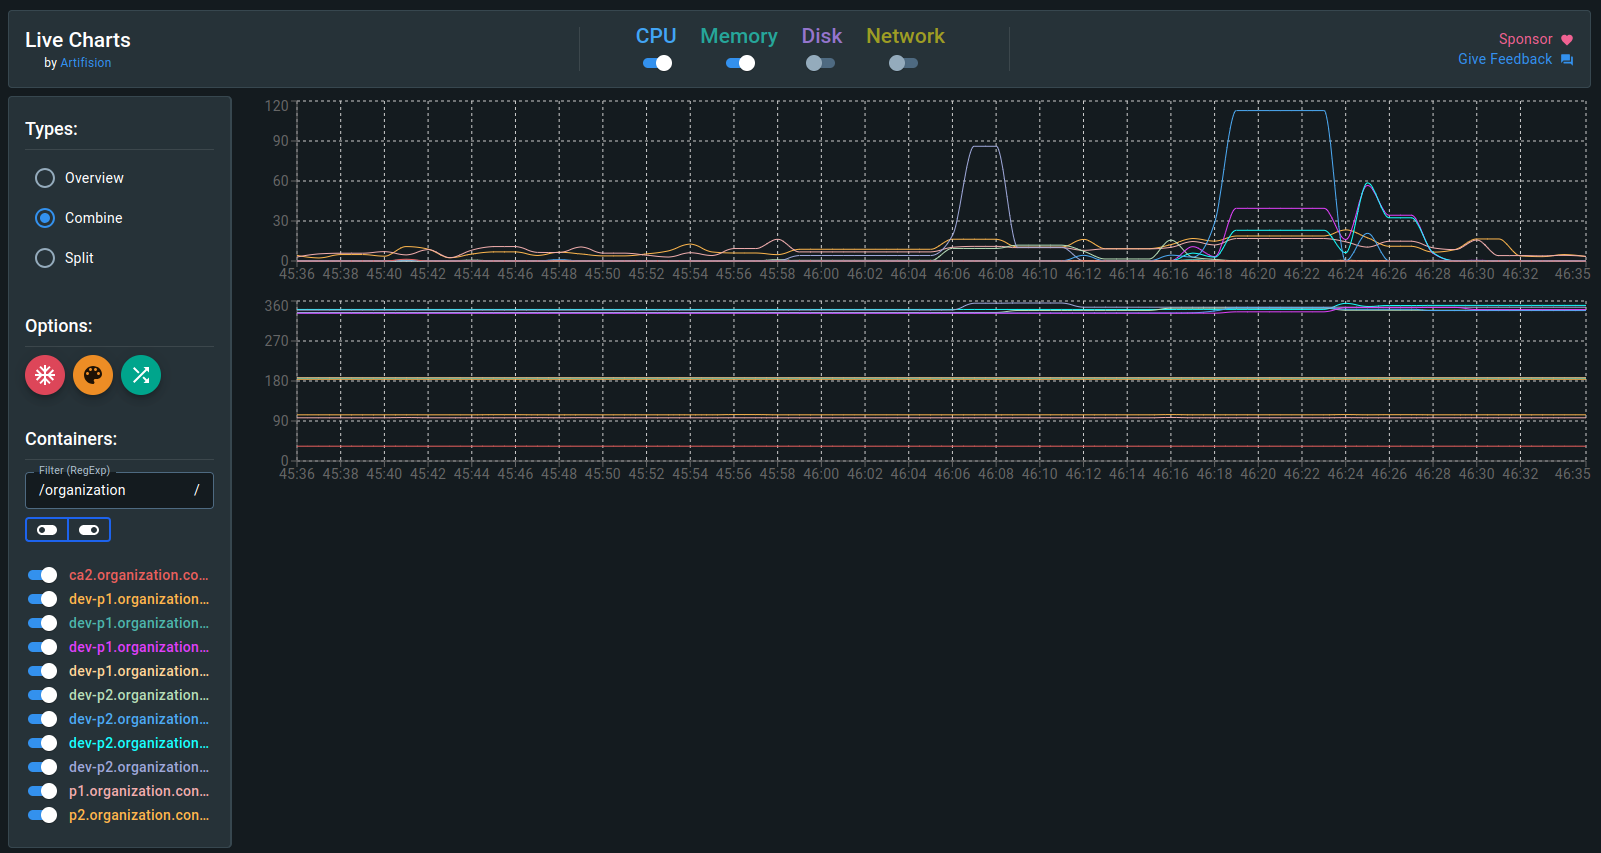 Live Charts
by Artifision
CPU Memory Disk Network
Sponsor
Give Feedback
Types:
Overview
Combine
Split
Options:
Containers:
Filter (RegExp)
/organization /
ca2.organization.co...
dev-p1.organization...
dev-p1.organization...
dev-p1.organization...
dev-p1.organization...
dev-p2.organization...
dev-p2.organization...
dev-p2.organization...
dev-p2.organization...
p1.organization.con...
p2.organization.con...
120
90
60
30
0
45:36 45:38 45:40 45:42 45:44 45:46 45:48 45:50 45:52 45:54 45:56 45:58 46:00 46:02 46:04 46:06 46:08 46:10 46:12 46:14 46:16 46:18 46:20 46:22 46:24 46:26 46:28 46:30 46:32 46:35
360
270
180
90
0
45:36 45:38 45:40 45:42 45:44 45:46 45:48 45:50 45:52 45:54 45:56 45:58 46:00 46:02 46:04 46:06 46:08 46:10 46:12 46:14 46:16 46:18 46:20 46:22 46:24 46:26 46:28 46:30 46:32 46:35